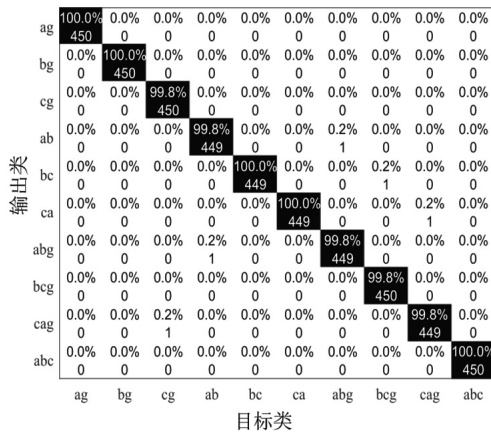 ag 100.0% 0.0% 0.0% 0.0% 0.0% 0.0% 0.0% 0.0% 0.0% 0.0%
450 0 0 0 0 0 0 0 0 0
bg 0.0% 100.0% 0.0% 0.0% 0.0% 0.0% 0.0% 0.0% 0.0% 0.0%
0 450 0 0 0 0 0 0 0 0
cg 0.0% 0.0% 99.8% 0.0% 0.0% 0.0% 0.0% 0.0% 0.0% 0.0%
0 0 450 0 0 0 0 0 0 0
ab 0.0% 0.0% 0.0% 99.8% 0.0% 0.0% 0.2% 0.0% 0.0% 0.0%
0 0 0 449 0 0 1 0 0 0
bc 0.0% 0.0% 0.0% 0.0% 100.0% 0.0% 0.0% 0.2% 0.0% 0.0%
0 0 0 0 449 0 0 1 0 0
ca 0.0% 0.0% 0.0% 0.0% 0.0% 100.0% 0.0% 0.0% 0.2% 0.0%
0 0 0 0 0 449 0 0 1 0
abg 0.0% 0.0% 0.0% 0.2% 0.0% 0.0% 99.8% 0.0% 0.0% 0.0%
0 0 0 1 0 0 449 0 0 0
bcg 0.0% 0.0% 0.0% 0.0% 0.0% 0.0% 0.0% 99.8% 0.0% 0.0%
0 0 0 0 0 0 0 450 0 0
cag 0.0% 0.0% 0.2% 0.0% 0.0% 0.0% 0.0% 0.0% 99.8% 0.0%
0 0 1 0 0 0 0 0 449 0
abc 0.0% 0.0% 0.0% 0.0% 0.0% 0.0% 0.0% 0.0% 0.0% 100.0%
0 0 0 0 0 0 0 0 0 450
ag bg cg ab bc ca abg bcg cag abc
输出类
目标类